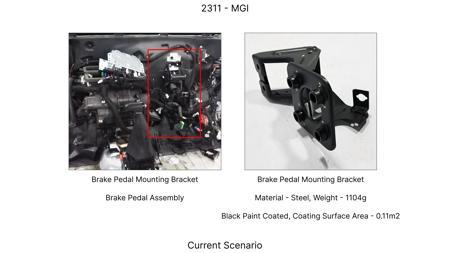 2311 - MGI
Brake Pedal Mounting Bracket
Brake Pedal Assembly
Brake Pedal Mounting Bracket
Material - Steel, Weight - 1104g
Black Paint Coated, Coating Surface Area - 0.11m2
Current Scenario